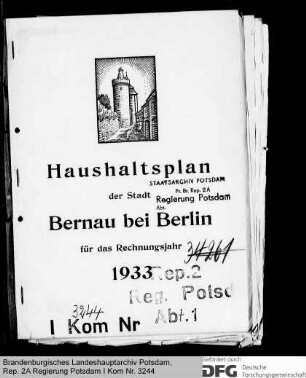 Haushaltsplan
STAATSARCHIV POTSDAM
Pr. Br. Rep. 2A
der Stadt
Regierung Potsdam
Abt.
Bernau bei Berlin
für das Rechnungsjahr
1933
Rep.2
Reg. Potsd
3244
I Kom Nr
Abt.1
Brandenburgisches Landeshauptarchiv Potsdam,
Rep. 2A Regierung Potsdam I Kom Nr. 3244
Gefördert durch
DFG Deutsche
Forschungsgemeinschaft